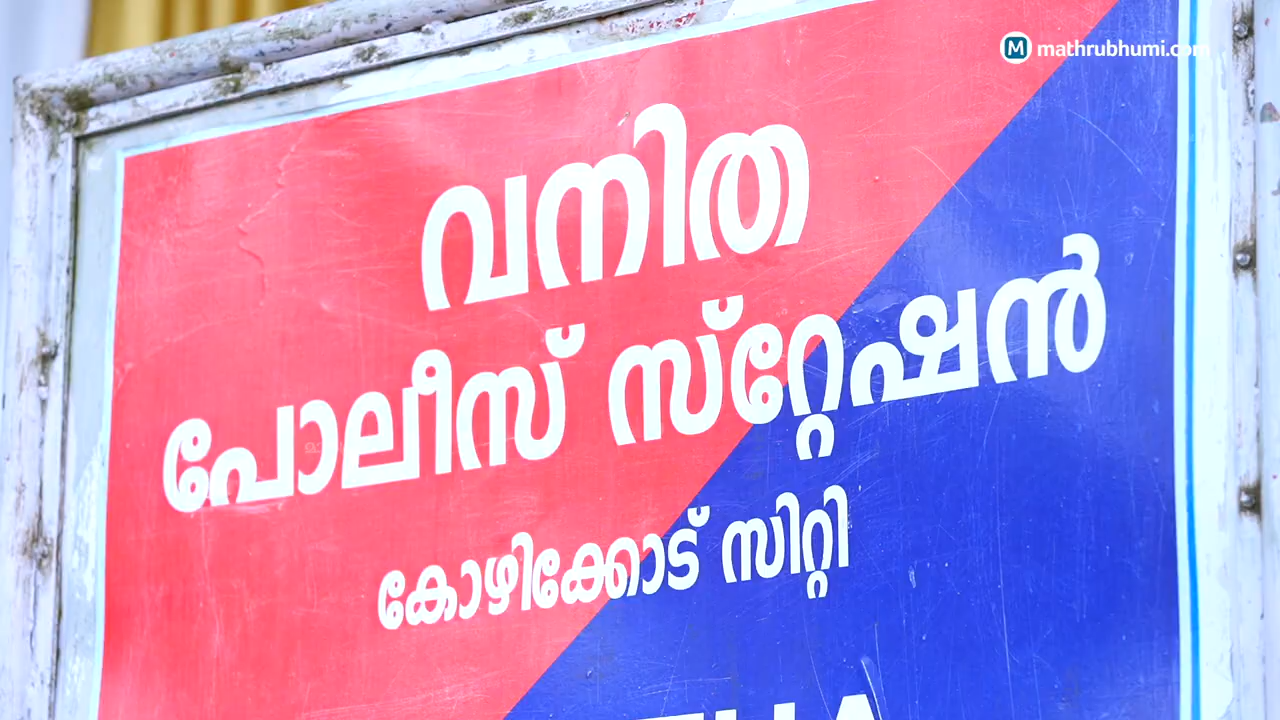 M mathrubhumi.com
വനിത
പോലീസ് സ്റ്റേഷൻ
കോഴിക്കോട് സിറ്റി